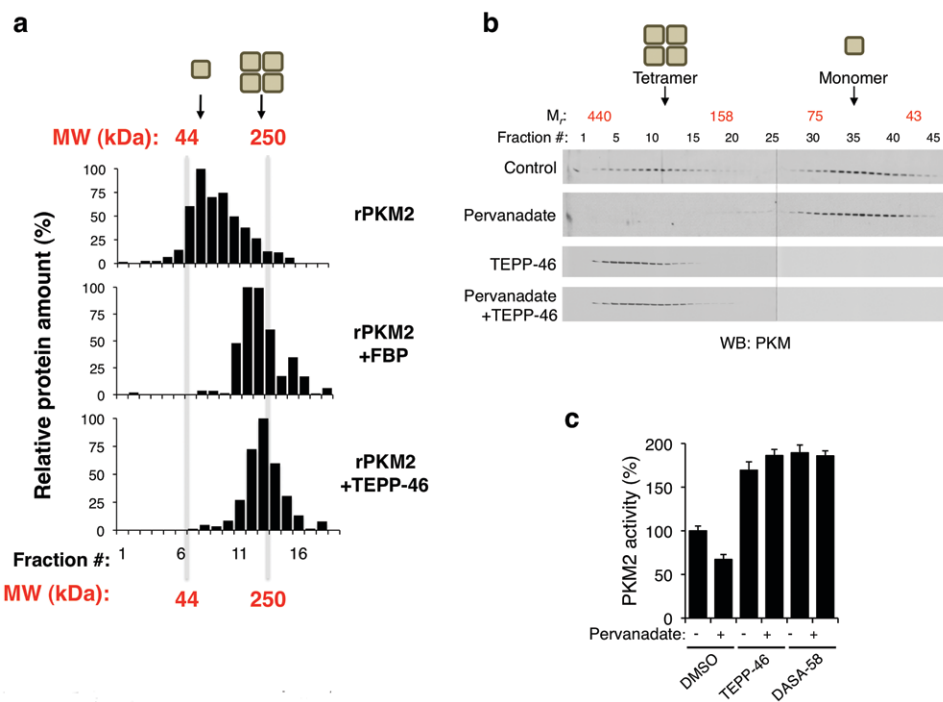 a
MW (kDa): 44 250
Relative protein amount (%)
100
75
50
25
0
rPKM2
100
75
50
25
0
rPKM2
+FBP
100
75
50
25
0
rPKM2
+TEPP-46
Fraction #: 1 6 11 16
MW (kDa): 44 250
b
Tetramer Monomer
Mr: 440 158 75 43
Fraction #: 1 5 10 15 20 25 30 35 40 45
Control
Pervanadate
TEPP-46
Pervanadate
+TEPP-46
WB: PKM
c
PKM2 activity (%)
200
150
100
50
0
Pervanadate: - + - + - +
DMSO TEPP-46 DASA-58